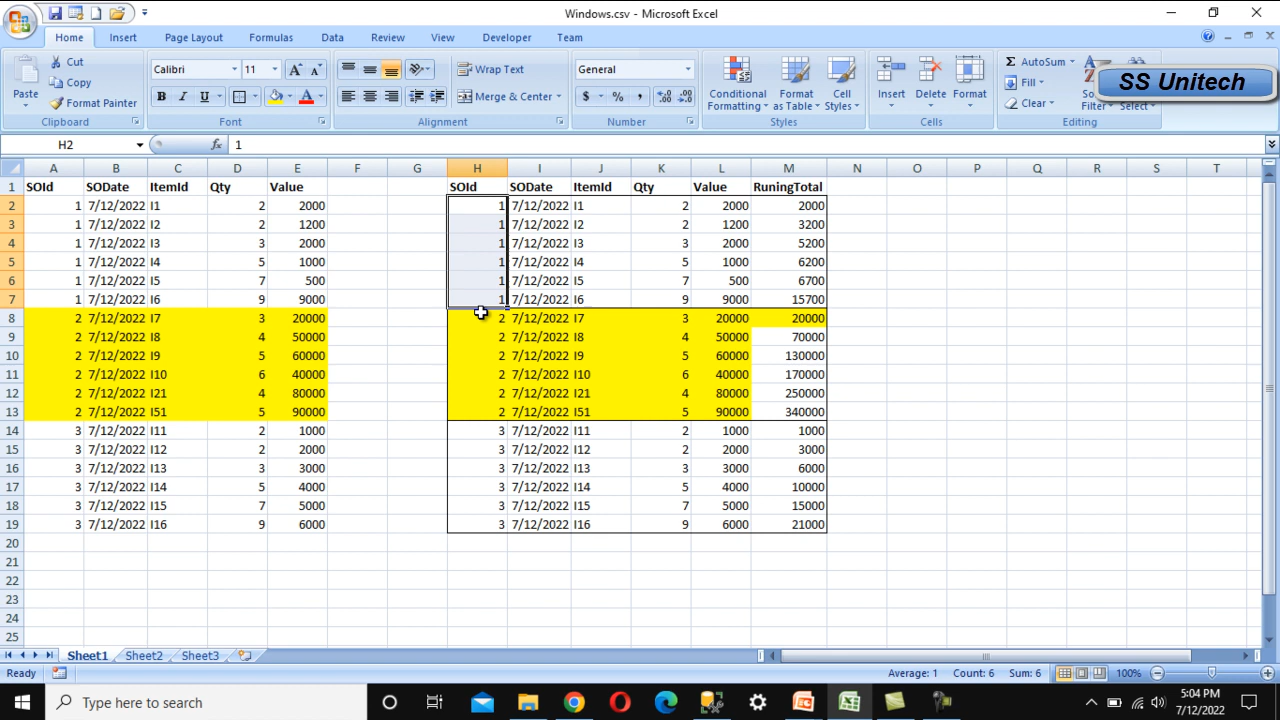 Windows.csv - Microsoft Excel
Home Insert Page Layout Formulas Data Review View Developer Team
Paste Cut Copy Format Painter Clipboard
Calibri 11 A A B I U A Font
Wrap Text Merge & Center Alignment
General $ % , Number
Conditional Formatting Format as Table Cell Styles Styles
Insert Delete Format Cells
Σ AutoSum Fill Clear Editing
SS Unitech
H2 fx 1
A B C D E F G H I J K L M N O P Q R S T
1 SOId SODate ItemId Qty Value SOId SODate ItemId Qty Value RuningTotal
2 1 7/12/2022 I1 2 2000 1 7/12/2022 I1 2 2000 2000
3 1 7/12/2022 I2 2 1200 1 7/12/2022 I2 2 1200 3200
4 1 7/12/2022 I3 3 2000 1 7/12/2022 I3 3 2000 5200
5 1 7/12/2022 I4 5 1000 1 7/12/2022 I4 5 1000 6200
6 1 7/12/2022 I5 7 500 1 7/12/2022 I5 7 500 6700
7 1 7/12/2022 I6 9 9000 1 7/12/2022 I6 9 9000 15700
8 2 7/12/2022 I7 3 20000 2 7/12/2022 I7 3 20000 20000
9 2 7/12/2022 I8 4 50000 2 7/12/2022 I8 4 50000 70000
10 2 7/12/2022 I9 5 60000 2 7/12/2022 I9 5 60000 130000
11 2 7/12/2022 I10 6 40000 2 7/12/2022 I10 6 40000 170000
12 2 7/12/2022 I21 4 80000 2 7/12/2022 I21 4 80000 250000
13 2 7/12/2022 I51 5 90000 2 7/12/2022 I51 5 90000 340000
14 3 7/12/2022 I11 2 1000 3 7/12/2022 I11 2 1000 1000
15 3 7/12/2022 I12 2 2000 3 7/12/2022 I12 2 2000 3000
16 3 7/12/2022 I13 3 3000 3 7/12/2022 I13 3 3000 6000
17 3 7/12/2022 I14 5 4000 3 7/12/2022 I14 5 4000 10000
18 3 7/12/2022 I15 7 5000 3 7/12/2022 I15 7 5000 15000
19 3 7/12/2022 I16 9 6000 3 7/12/2022 I16 9 6000 21000
20
21
22
23
24
25
Sheet1 Sheet2 Sheet3
Ready Average: 1 Count: 6 Sum: 6 100%
Type here to search
5:04 PM
7/12/2022